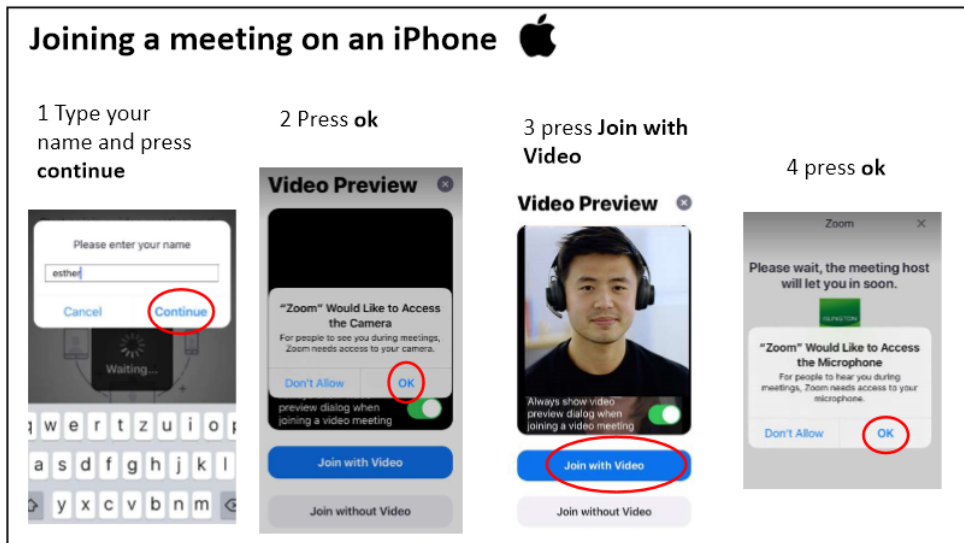 Joining a meeting on an iPhone
1 Type your
name and press
continue
Please enter your name
esther
Cancel
Continue
Waiting...
q w e r t z u i o p
a s d f g h j k l
y x c v b n m
2 Press ok
Video Preview
"Zoom" Would Like to Access
the Camera
For people to see you during meetings,
Zoom needs access to your camera.
Don't Allow
OK
preview dialog when
joining a video meeting
Join with Video
Join without Video
3 press Join with
Video
Video Preview
Always show video
preview dialog when
joining a video meeting
Join with Video
Join without Video
4 press ok
Zoom
Please wait, the meeting host
will let you in soon.
ISLINGTON
"Zoom" Would Like to Access
the Microphone
For people to hear you during
meetings, Zoom needs access to your
microphone.
Don't Allow
OK